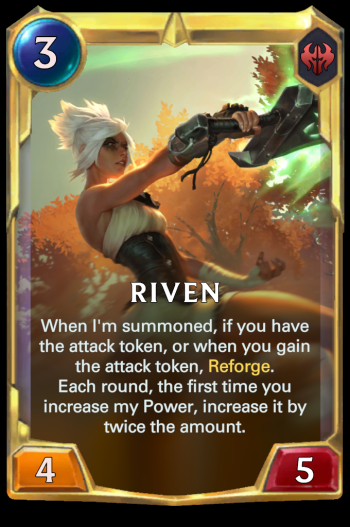 3
RIVEN
When I'm summoned, if you have
the attack token, or when you gain
the attack token, Reforge.
Each round, the first time you
increase my Power, increase it by
twice the amount.
4
5